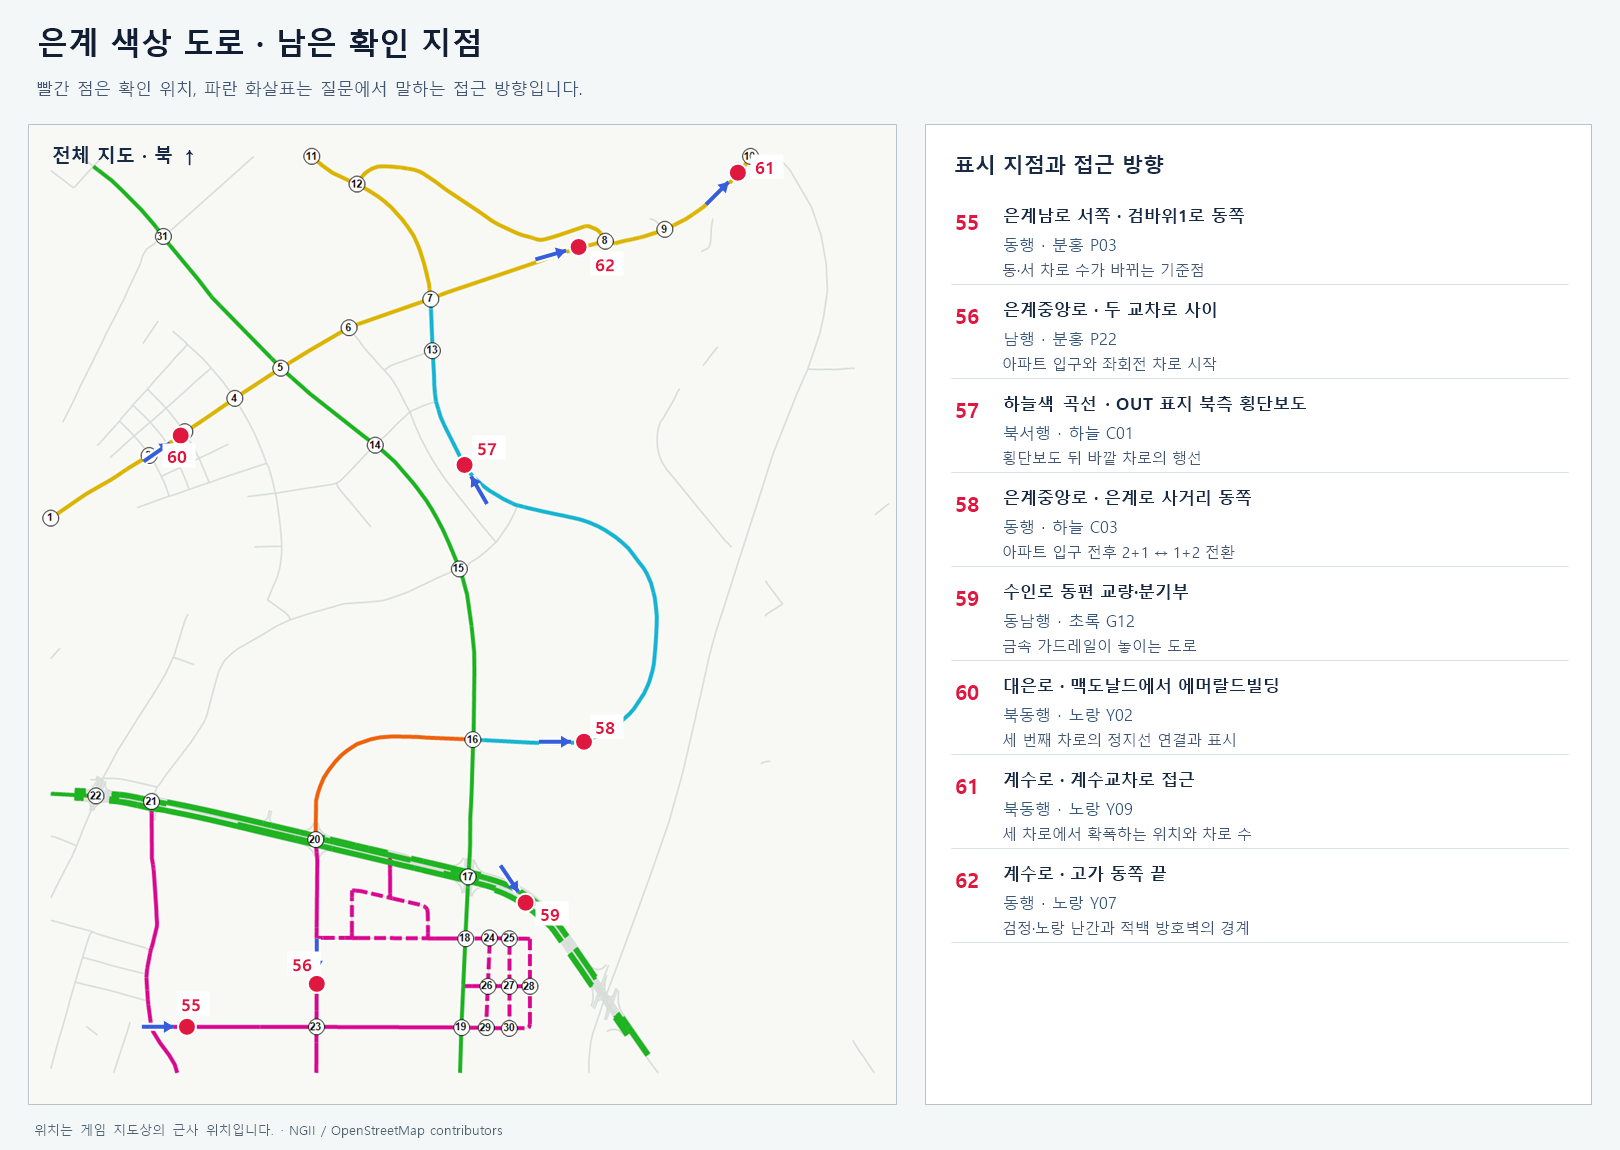 은계 색상 도로 · 남은 확인 지점
빨간 점은 확인 위치, 파란 화살표는 질문에서 말하는 접근 방향입니다.
전체 지도 · 북 ↑
11
12
10
61
31
8
9
62
7
6
13
5
4
60
14
57
1
15
58
16
22
21
20
17
59
18
24
25
56
26
27
28
55
23
19
29
30
표시 지점과 접근 방향
55
은계남로 서쪽 · 검바위1로 동쪽
동행 · 분홍 P03
동·서 차로 수가 바뀌는 기준점
56
은계중앙로 · 두 교차로 사이
남행 · 분홍 P22
아파트 입구와 좌회전 차로 시작
57
하늘색 곡선 · OUT 표지 북측 횡단보도
북서행 · 하늘 C01
횡단보도 뒤 바깥 차로의 행선
58
은계중앙로 · 은계로 사거리 동쪽
동행 · 하늘 C03
아파트 입구 전후 2+1 ↔ 1+2 전환
59
수인로 동편 교량·분기부
동남행 · 초록 G12
금속 가드레일이 놓이는 도로
60
대은로 · 맥도날드에서 에머랄드빌딩
북동행 · 노랑 Y02
세 번째 차로의 정지선 연결과 표시
61
계수로 · 계수교차로 접근
북동행 · 노랑 Y09
세 차로에서 확폭하는 위치와 차로 수
62
계수로 · 고가 동쪽 끝
동행 · 노랑 Y07
검정·노랑 난간과 적백 방호벽의 경계
위치는 게임 지도상의 근사 위치입니다. · NGII / OpenStreetMap contributors